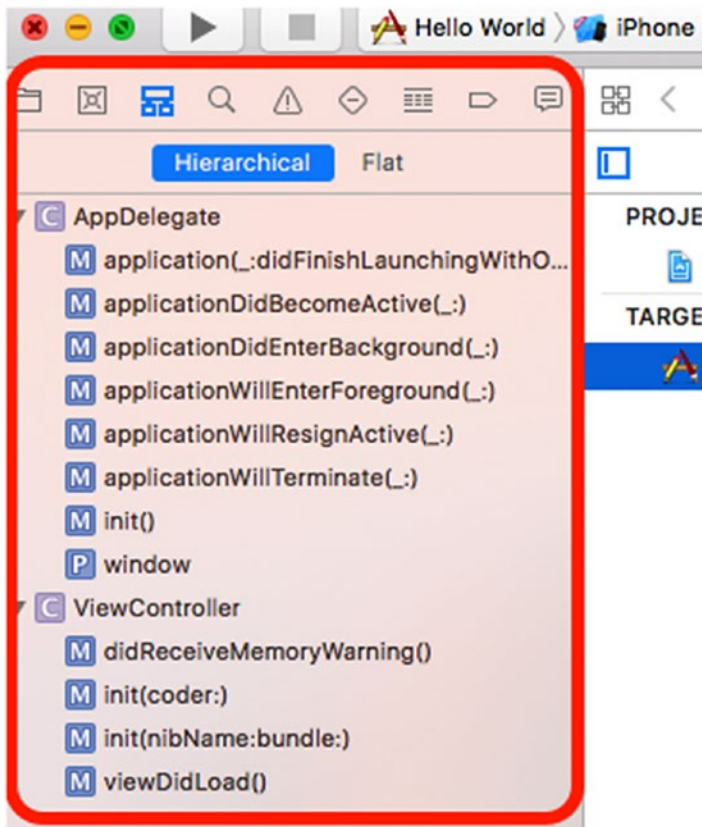 Hello World 〉 iPhone
Hierarchical Flat
C AppDelegate
M application(_:didFinishLaunchingWithO...
M applicationDidBecomeActive(_:)
M applicationDidEnterBackground(_:)
M applicationWillEnterForeground(_:)
M applicationWillResignActive(_:)
M applicationWillTerminate(_:)
M init()
P window
C ViewController
M didReceiveMemoryWarning()
M init(coder:)
M init(nibName:bundle:)
M viewDidLoad()
PROJE
TARGE